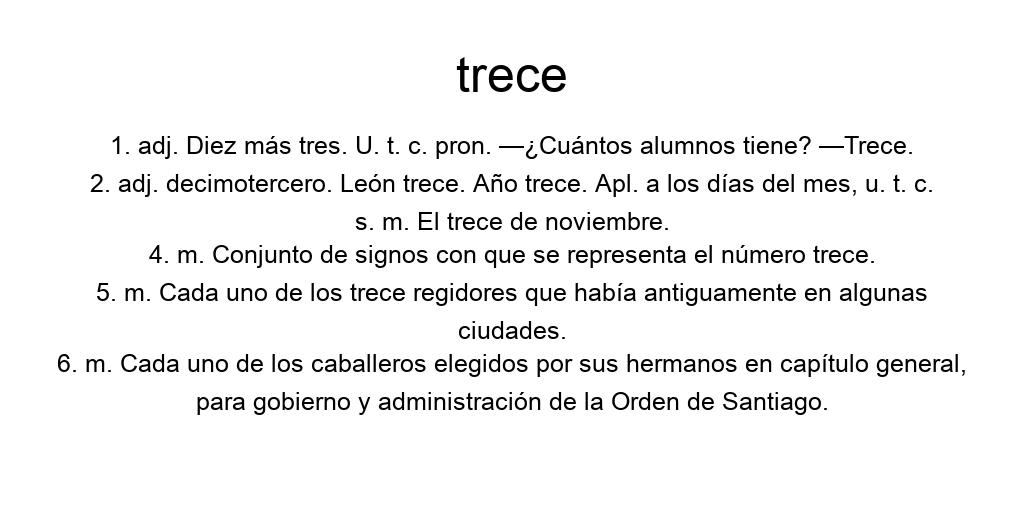 trece
1. adj. Diez más tres. U. t. c. pron. —¿Cuántos alumnos tiene? —Trece.
2. adj. decimotercero. León trece. Año trece. Apl. a los días del mes, u. t. c.
s. m. El trece de noviembre.
4. m. Conjunto de signos con que se representa el número trece.
5. m. Cada uno de los trece regidores que había antiguamente en algunas
ciudades.
6. m. Cada uno de los caballeros elegidos por sus hermanos en capítulo general,
para gobierno y administración de la Orden de Santiago.